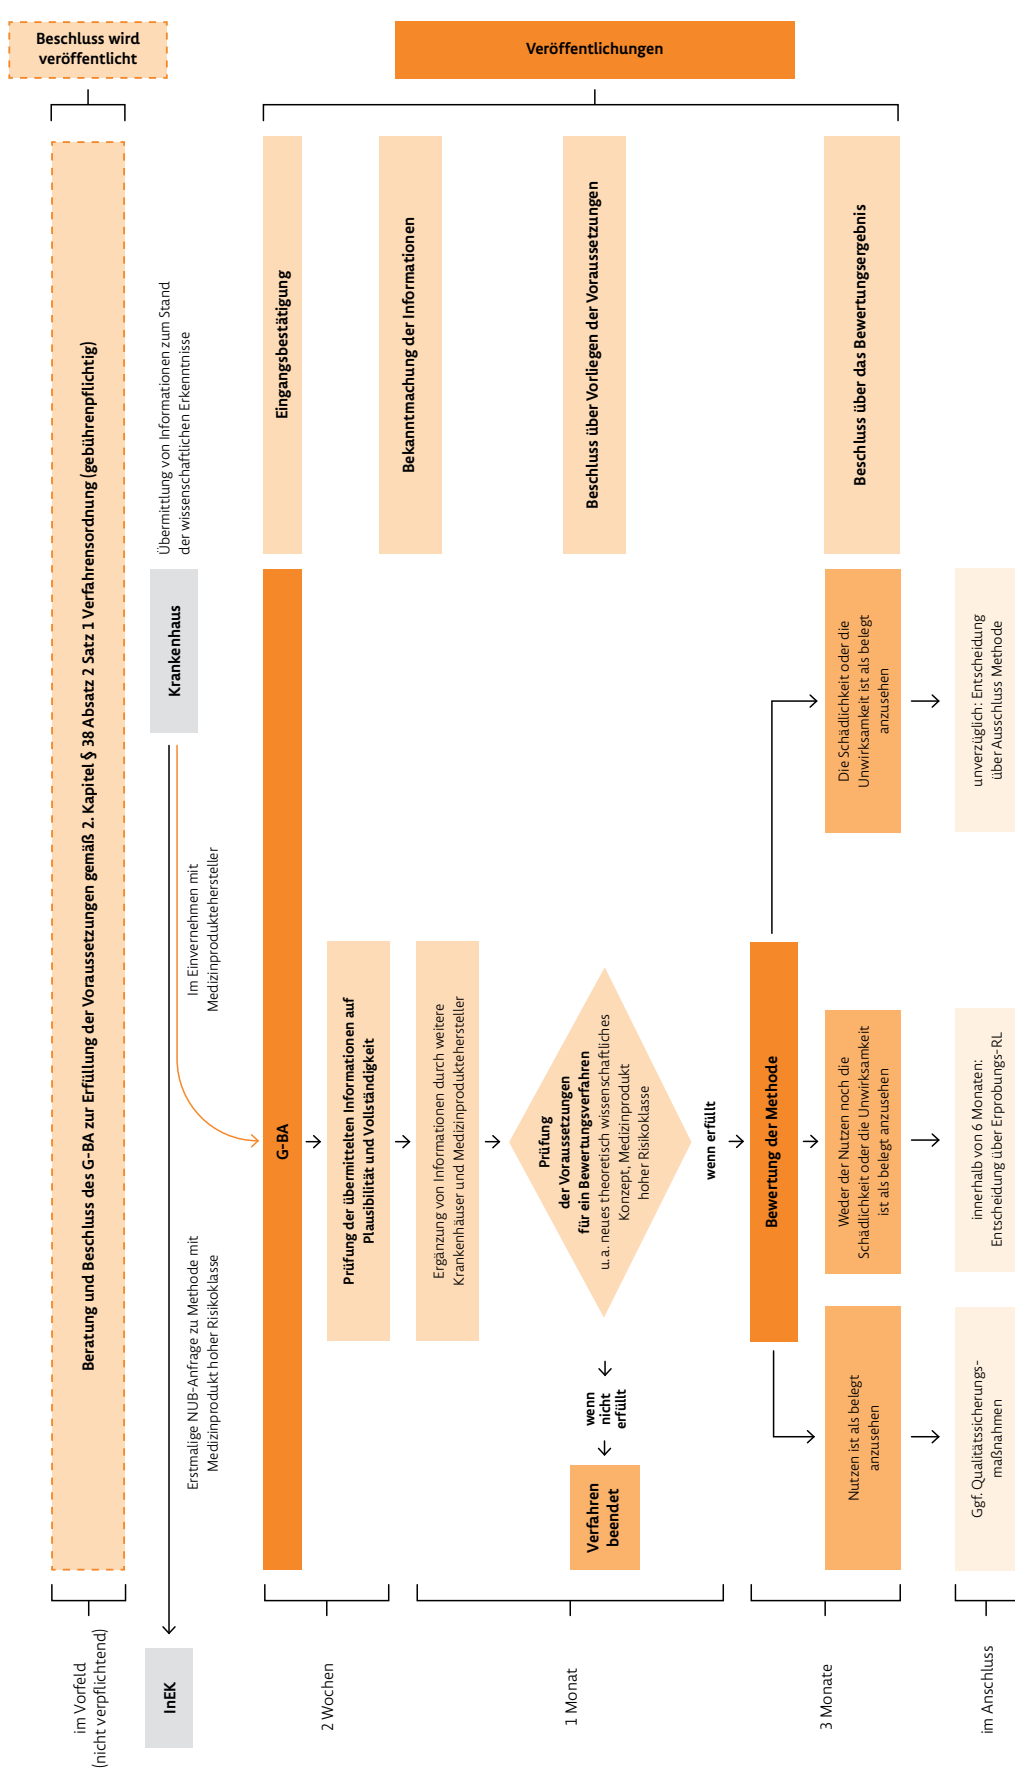 Beschluss wird
veröffentlicht
Veröffentlichungen
im Vorfeld
(nicht verpflichtend)
Beratung und Beschluss des G-BA zur Erfüllung der Voraussetzungen gemäß 2. Kapitel § 38 Absatz 2 Satz 1 Verfahrensordnung (gebührenpflichtig)
InEK
Erstmalige NUB-Anfrage zu Methode mit
Medizinprodukt hoher Risikoklasse
Im Einvernehmen mit
Medizinproduktehersteller
Krankenhaus
Übermittlung von Informationen zum Stand
der wissenschaftlichen Erkenntnisse
2 Wochen
G-BA
Eingangsbestätigung
Prüfung der übermittelten Informationen auf
Plausibilität und Vollständigkeit
Bekanntmachung der Informationen
1 Monat
Ergänzung von Informationen durch weitere
Krankenhäuser und Medizinproduktehersteller
Prüfung
der Voraussetzungen
für ein Bewertungsverfahren
u. a. neues theoretisch wissenschaftliches
Konzept, Medizinprodukt
hoher Risikoklasse
wenn
nicht
erfüllt
Verfahren
beendet
Beschluss über Vorliegen der Voraussetzungen
wenn erfüllt
3 Monate
Bewertung der Methode
Nutzen ist als belegt
anzusehen
Weder der Nutzen noch die
Schädlichkeit oder die Unwirksamkeit
ist als belegt anzusehen
Die Schädlichkeit oder die
Unwirksamkeit ist als belegt
anzusehen
Beschluss über das Bewertungsergebnis
im Anschluss
Ggf. Qualitätssicherungs-
maßnahmen
innerhalb von 6 Monaten:
Entscheidung über Erprobungs-RL
unverzüglich: Entscheidung
über Ausschluss Methode